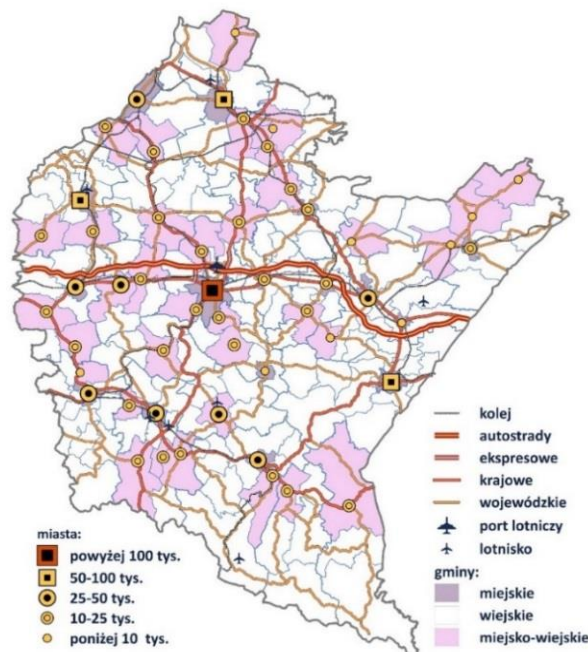 kolej
autostrady
ekspresowe
krajowe
wojewódzkie
port lotniczy
lotnisko
gminy:
miejskie
wiejskie
miejsko-wiejskie
miasta:
powyżej 100 tys.
50-100 tys.
25-50 tys.
10-25 tys.
poniżej 10 tys.